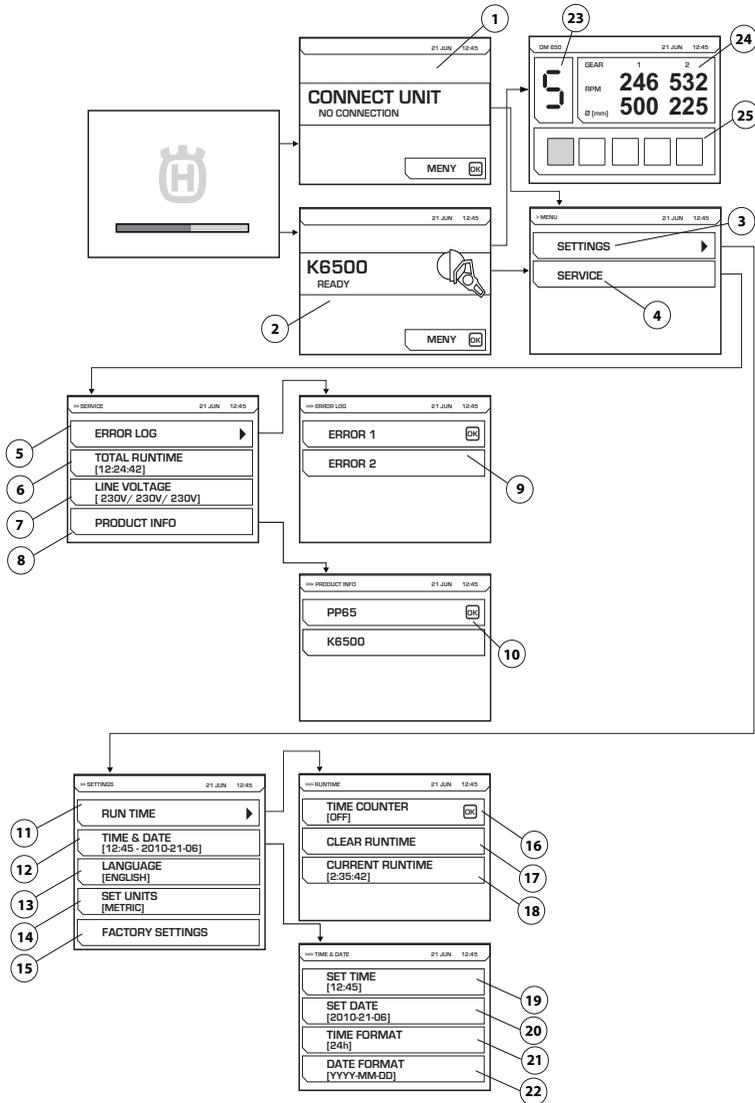 1
21 JUN 12:45
CONNECT UNIT
NO CONNECTION
MENY OK
23
DM 650 21 JUN 12:45
24
GEAR 1 2
5
RPM 246 532
Ø [mm] 500 225
25
H
21 JUN 12:45
K6500
READY
2
MENY OK
> MENU 21 JUN 12:45
3
SETTINGS
SERVICE
4
>> SERVICE 21 JUN 12:45
5
ERROR LOG
6
TOTAL RUNTIME
[12:24:42]
7
LINE VOLTAGE
[ 230V/ 230V/ 230V]
8
PRODUCT INFO
>>> ERROR LOG 21 JUN 12:45
ERROR 1 OK
ERROR 2
9
>>> PRODUCT INFO 21 JUN 12:45
PP65 OK
10
K6500
>> SETTINGS 21 JUN 12:45
11
RUN TIME
12
TIME & DATE
[12:45 - 2010-21-06]
13
LANGUAGE
[ENGLISH]
14
SET UNITS
[METRIC]
15
FACTORY SETTINGS
>>> RUNTIME 21 JUN 12:45
TIME COUNTER
[OFF] OK
16
CLEAR RUNTIME
17
CURRENT RUNTIME
[2:35:42]
18
>>> TIME & DATE 21 JUN 12:45
SET TIME
[12:45]
19
SET DATE
[2010-21-06]
20
TIME FORMAT
[24h]
21
DATE FORMAT
[YYYY-MM-DD]
22